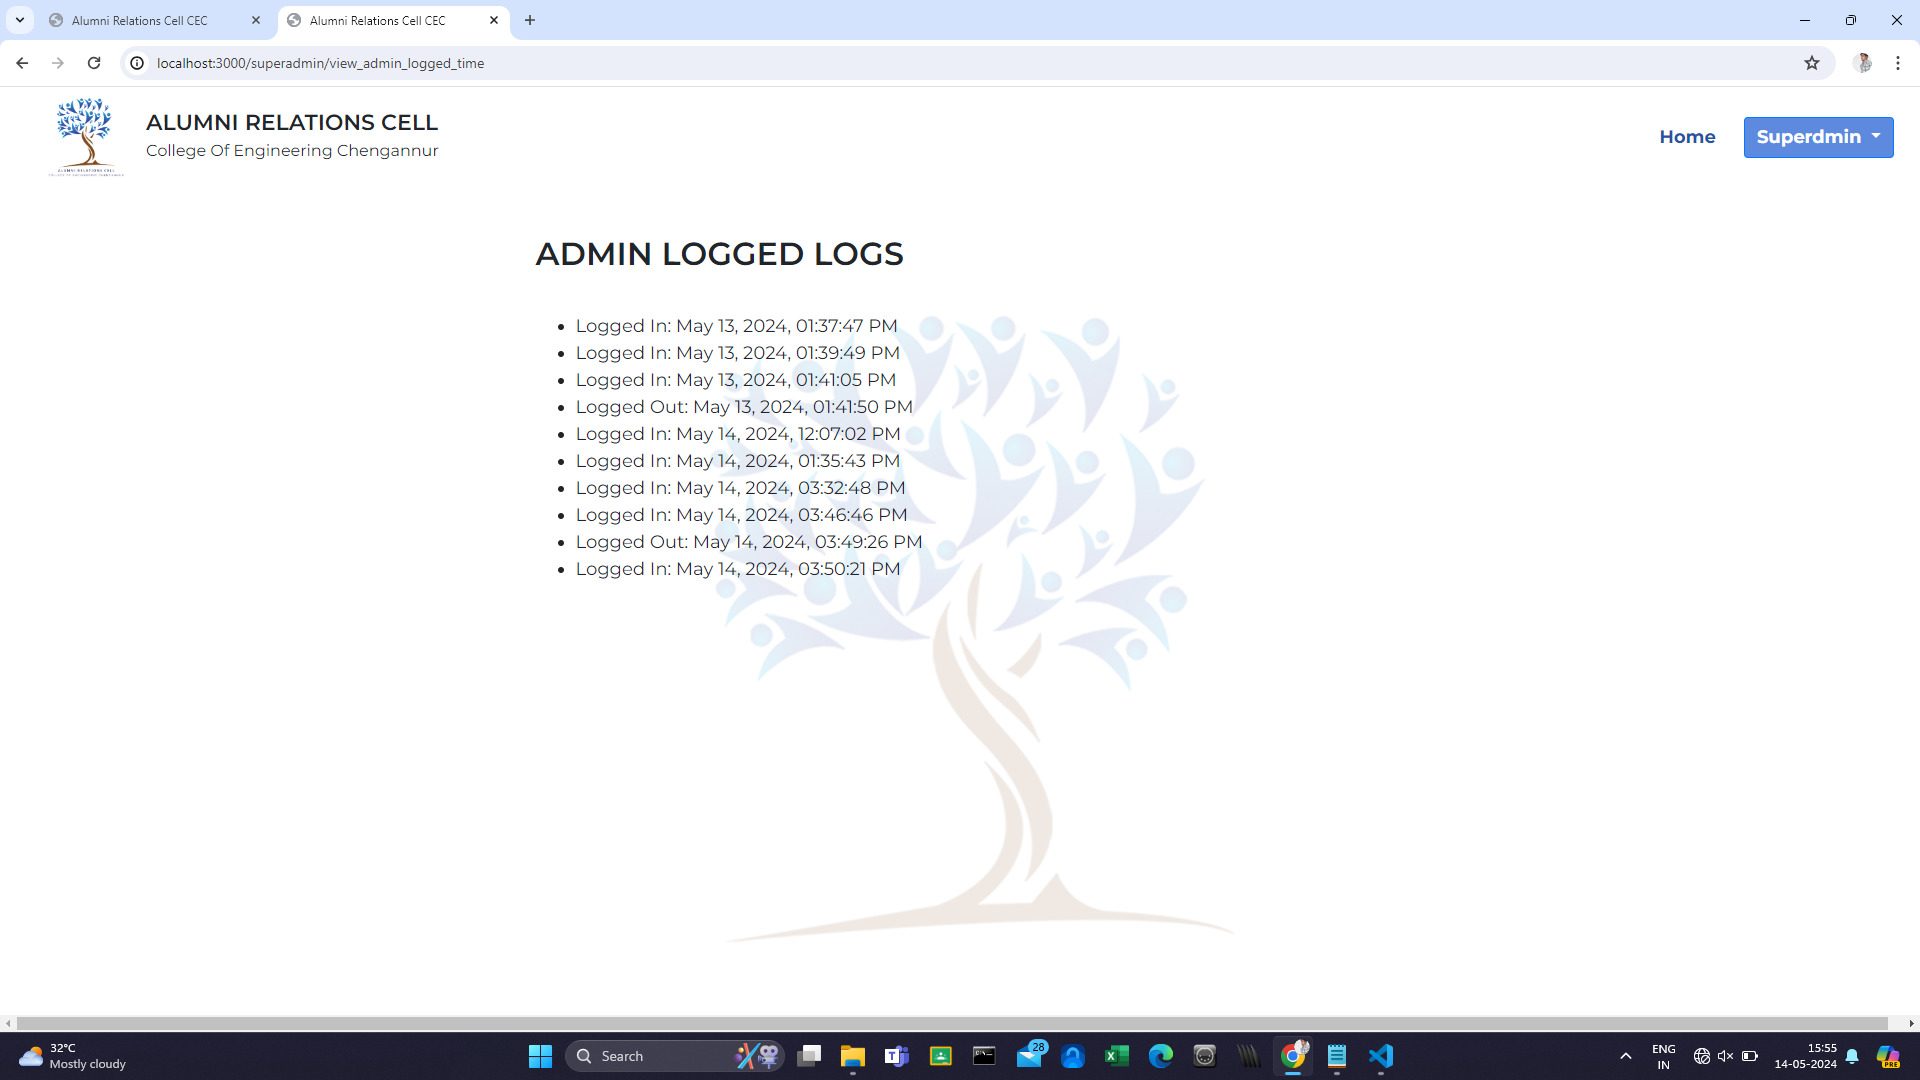 Alumni Relations Cell CEC
Alumni Relations Cell CEC
localhost:3000/superadmin/view_admin_logged_time
ALUMNI RELATIONS CELL
College Of Engineering Chengannur
Home
Superdmin
ADMIN LOGGED LOGS
Logged In: May 13, 2024, 01:37:47 PM
Logged In: May 13, 2024, 01:39:49 PM
Logged In: May 13, 2024, 01:41:05 PM
Logged Out: May 13, 2024, 01:41:50 PM
Logged In: May 14, 2024, 12:07:02 PM
Logged In: May 14, 2024, 01:35:43 PM
Logged In: May 14, 2024, 03:32:48 PM
Logged In: May 14, 2024, 03:46:46 PM
Logged Out: May 14, 2024, 03:49:26 PM
Logged In: May 14, 2024, 03:50:21 PM
32°C
Mostly cloudy
Search
28
ENG
IN
15:55
14-05-2024
PRE